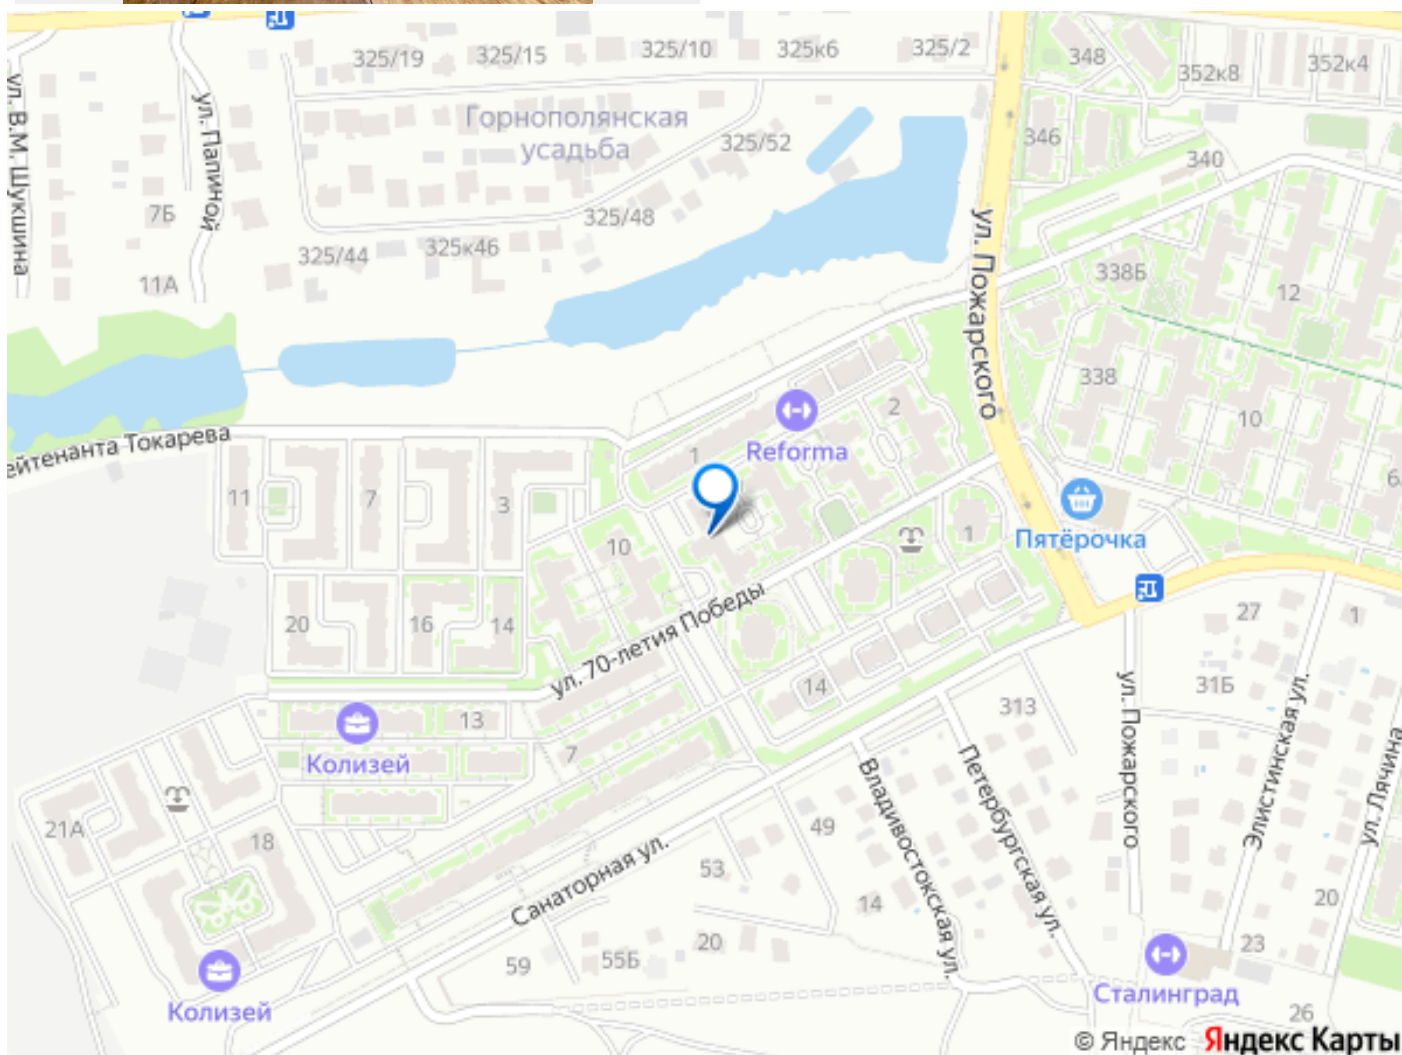 325/19
325/15
325/10
325к6
325/2
348
352к8
352к4
ул. В.М. Шукшина
ул. Папиной
Горнополянская
усадьба
325/52
346
340
7Б
325/48
325/44
325к46
11А
ул. Пожарского
338Б
12
338
10
ейтенанта Токарева
1
Reforma
2
11
7
3
10
1
Пятёрочка
20
16
14
ул. 70-летия Победы
14
27
1
31Б
313
ул. Пожарского
Элистинская ул.
ул. Лячина
13
Колизей
7
21А
18
Санаторная ул.
49
53
14
Владивостокская ул.
Петербургская ул.
20
59
55Б
20
23
Сталинград
26
Колизей
© Яндекс Яндекс Карты